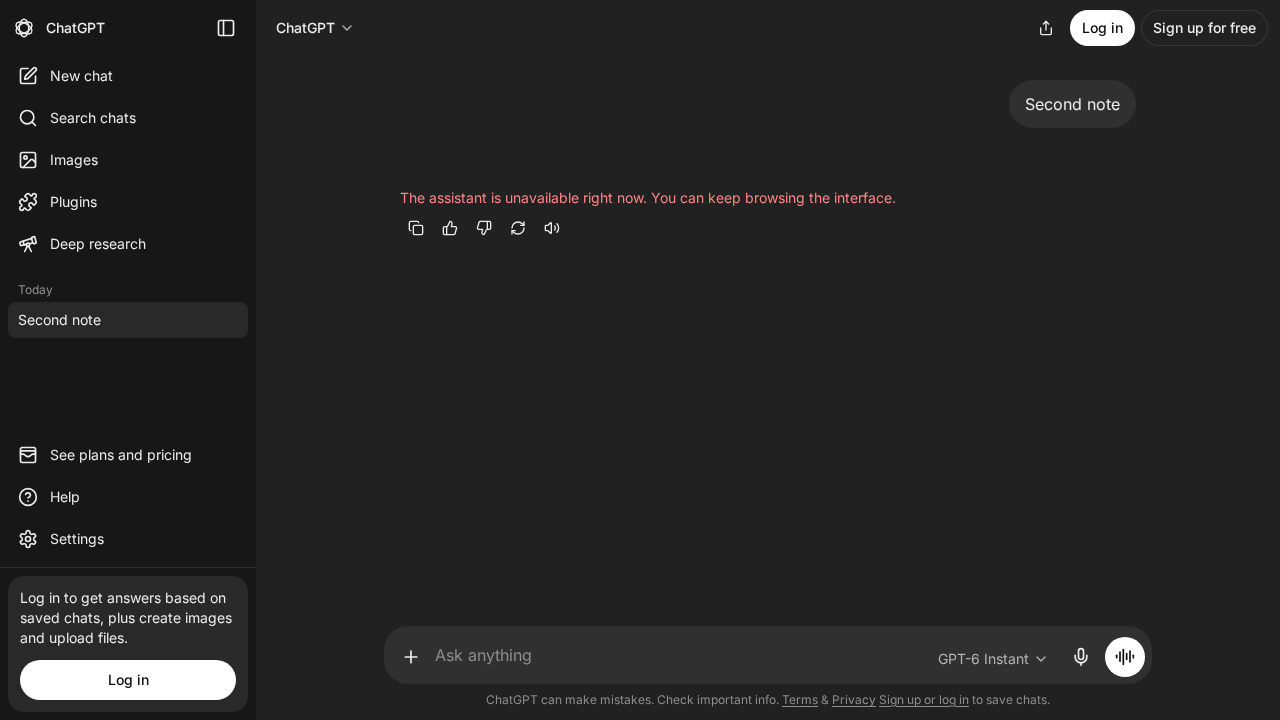 ChatGPT
New chat
Search chats
Images
Plugins
Deep research
Today
Second note
See plans and pricing
Help
Settings
Log in to get answers based on
saved chats, plus create images
and upload files.
Log in
ChatGPT
Log in
Sign up for free
Second note
The assistant is unavailable right now. You can keep browsing the interface.
Ask anything
GPT-6 Instant
ChatGPT can make mistakes. Check important info. Terms & Privacy Sign up or log in to save chats.